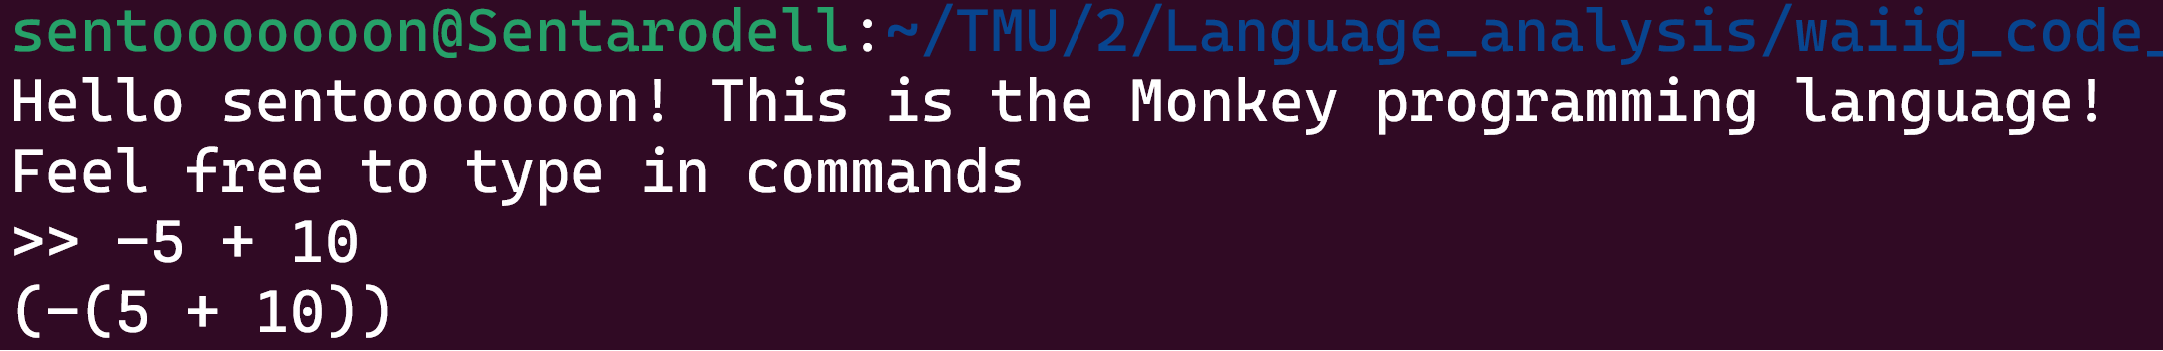 sentoooooooon@Sentarodell:~/TMU/2/Language_analysis/waiig_code_
Hello sentoooooooon! This is the Monkey programming language!
Feel free to type in commands
>> -5 + 10
(-(5 + 10))